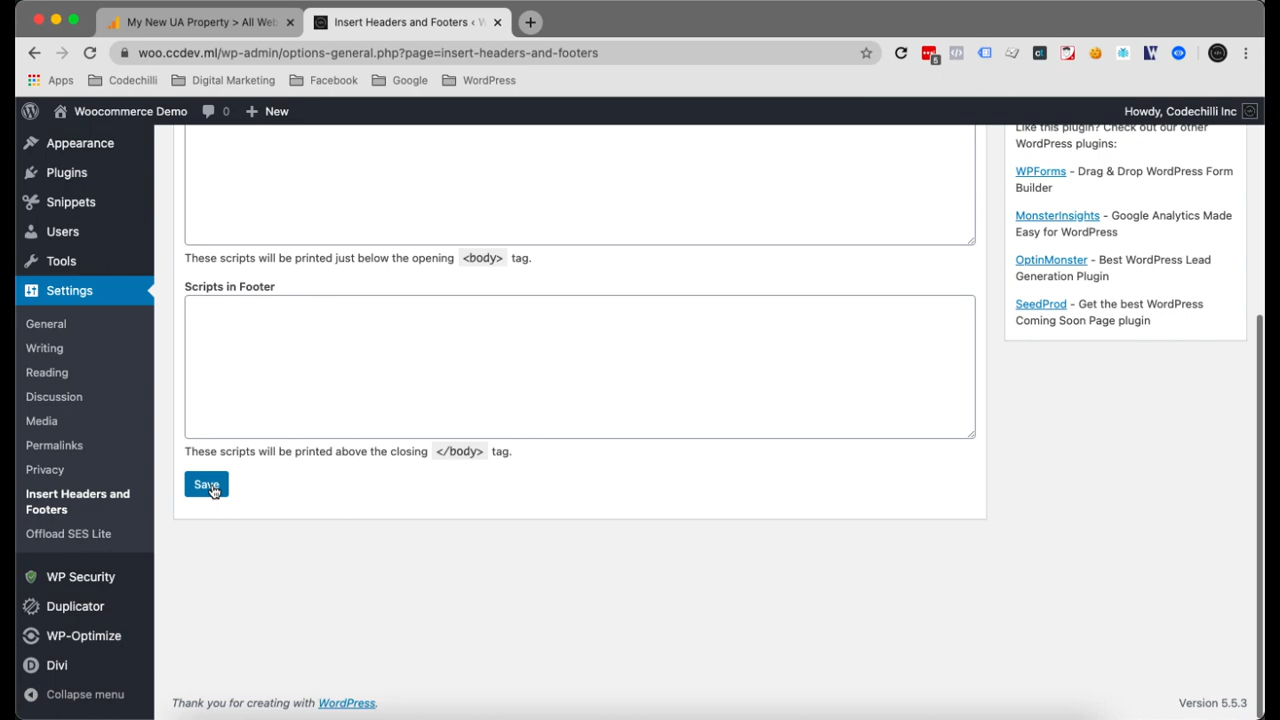 My New UA Property > All Web
Insert Headers and Footers ‹ W
woo.ccdev.ml/wp-admin/options-general.php?page=insert-headers-and-footers
5
Apps
Codechilli
Digital Marketing
Facebook
Google
WordPress
Woocommerce Demo
0
New
Howdy, Codechilli Inc
Appearance
Plugins
Snippets
Users
Tools
Settings
General
Writing
Reading
Discussion
Media
Permalinks
Privacy
Insert Headers and
Footers
Offload SES Lite
WP Security
Duplicator
WP-Optimize
Divi
Collapse menu
These scripts will be printed just below the opening <body> tag.
Scripts in Footer
These scripts will be printed above the closing </body> tag.
Save
Like this plugin? Check out our other
WordPress plugins:
WPForms - Drag & Drop WordPress Form
Builder
MonsterInsights - Google Analytics Made
Easy for WordPress
OptinMonster - Best WordPress Lead
Generation Plugin
SeedProd - Get the best WordPress
Coming Soon Page plugin
Thank you for creating with WordPress.
Version 5.5.3